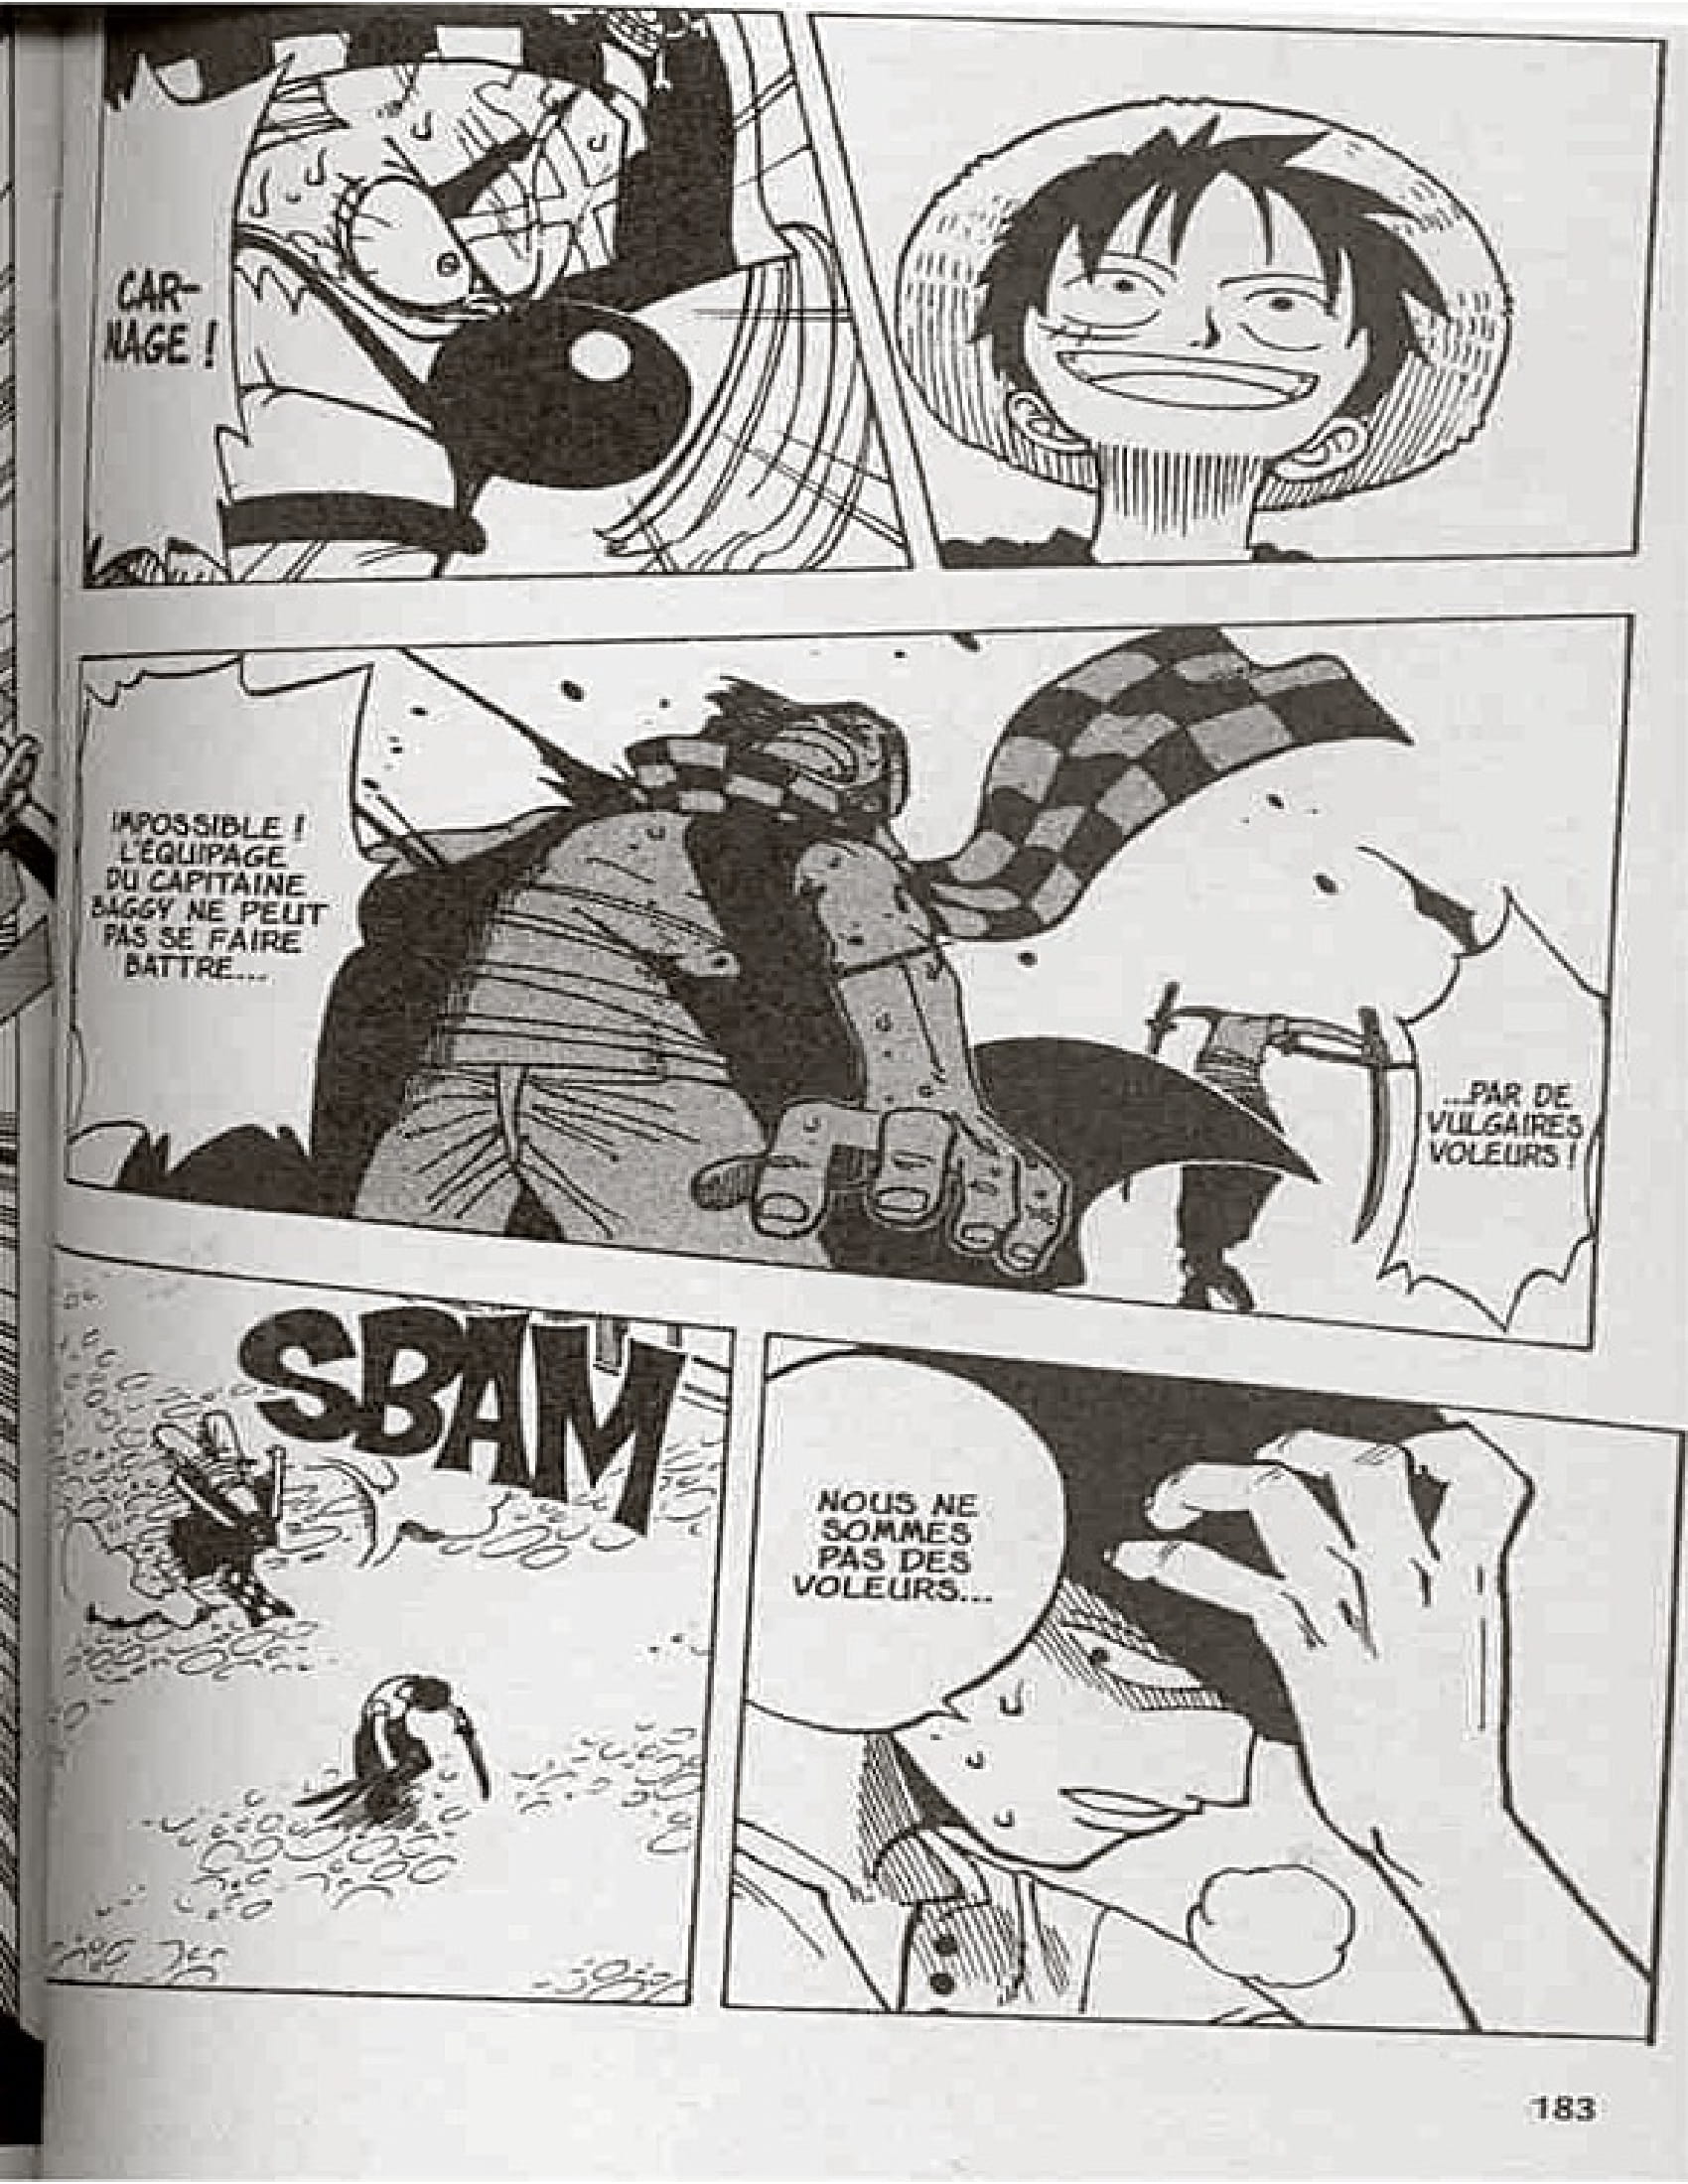 CAR-
NAGE !
IMPOSSIBLE !
L'ÉQUIPAGE
DU CAPITAINE
BAGGY NE PEUT
PAS SE FAIRE
BATTRE...
...PAR DE
VULGAIRES
VOLEURS !
SBAM
NOUS NE
SOMMES
PAS DES
VOLEURS...
183